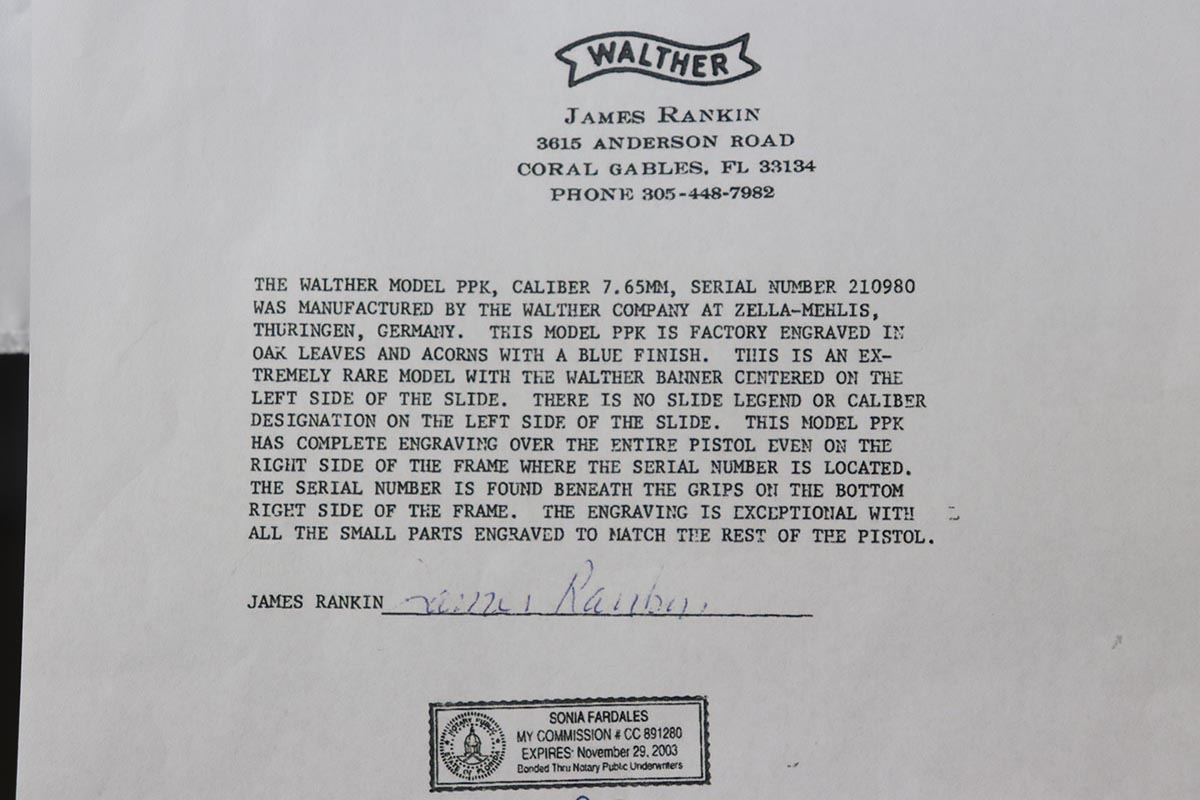 WALTHER
JAMES RANKIN
3615 ANDERSON ROAD
CORAL GABLES, FL 33134
PHONE 305-448-7982
THE WALTHER MODEL PPK, CALIBER 7.65MM, SERIAL NUMBER 210980
WAS MANUFACTURED BY THE WALTHER COMPANY AT ZELLA-MEHLIS,
THURINGEN, GERMANY. THIS MODEL PPK IS FACTORY ENGRAVED IN
OAK LEAVES AND ACORNS WITH A BLUE FINISH. THIS IS AN EX-
TREMELY RARE MODEL WITH THE WALTHER BANNER CENTERED ON THE
LEFT SIDE OF THE SLIDE. THERE IS NO SLIDE LEGEND OR CALIBER
DESIGNATION ON THE LEFT SIDE OF THE SLIDE. THIS MODEL PPK
HAS COMPLETE ENGRAVING OVER THE ENTIRE PISTOL EVEN ON THE
RIGHT SIDE OF THE FRAME WHERE THE SERIAL NUMBER IS LOCATED.
THE SERIAL NUMBER IS FOUND BENEATH THE GRIPS ON THE BOTTOM
RIGHT SIDE OF THE FRAME. THE ENGRAVING IS EXCEPTIONAL WITH
ALL THE SMALL PARTS ENGRAVED TO MATCH THE REST OF THE PISTOL.
JAMES RANKIN James Rankin
SONIA FARDALES
MY COMMISSION # CC 891280
EXPIRES: November 29, 2003
Bonded Thru Notary Public Underwriters